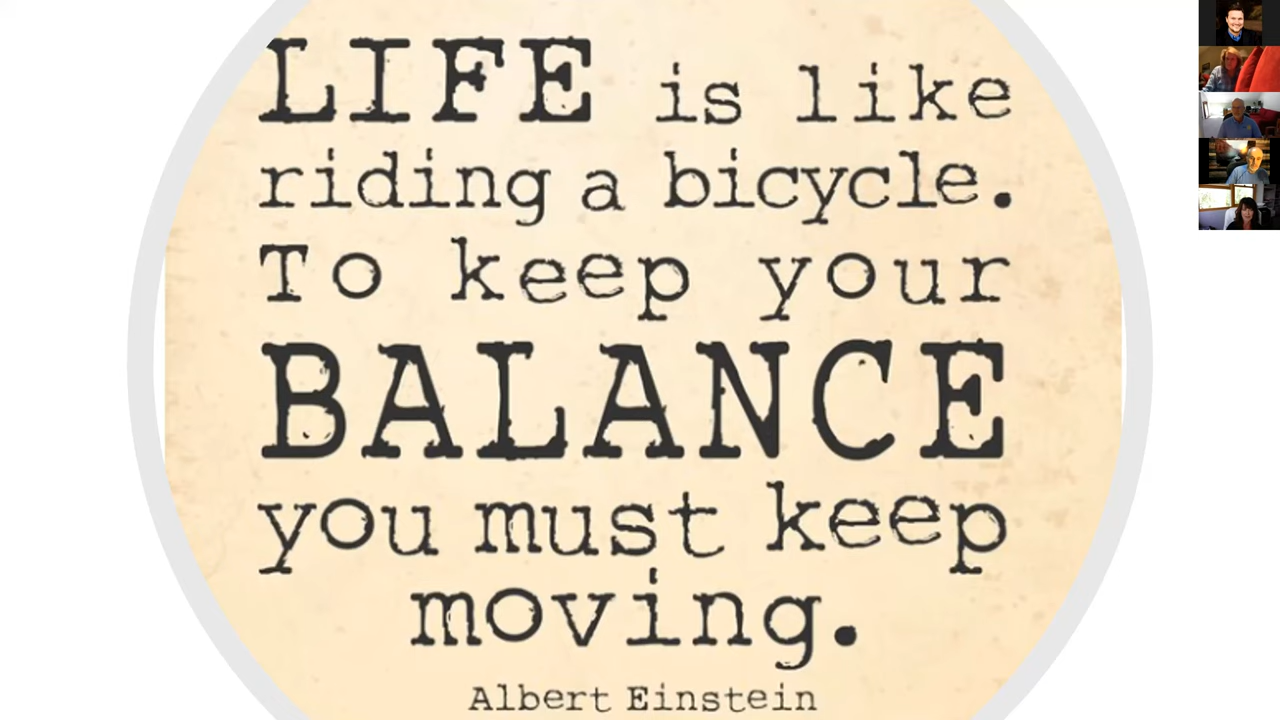 LIFE is like
riding a bicycle.
To keep your
BALANCE
you must keep
moving.
Albert Einstein